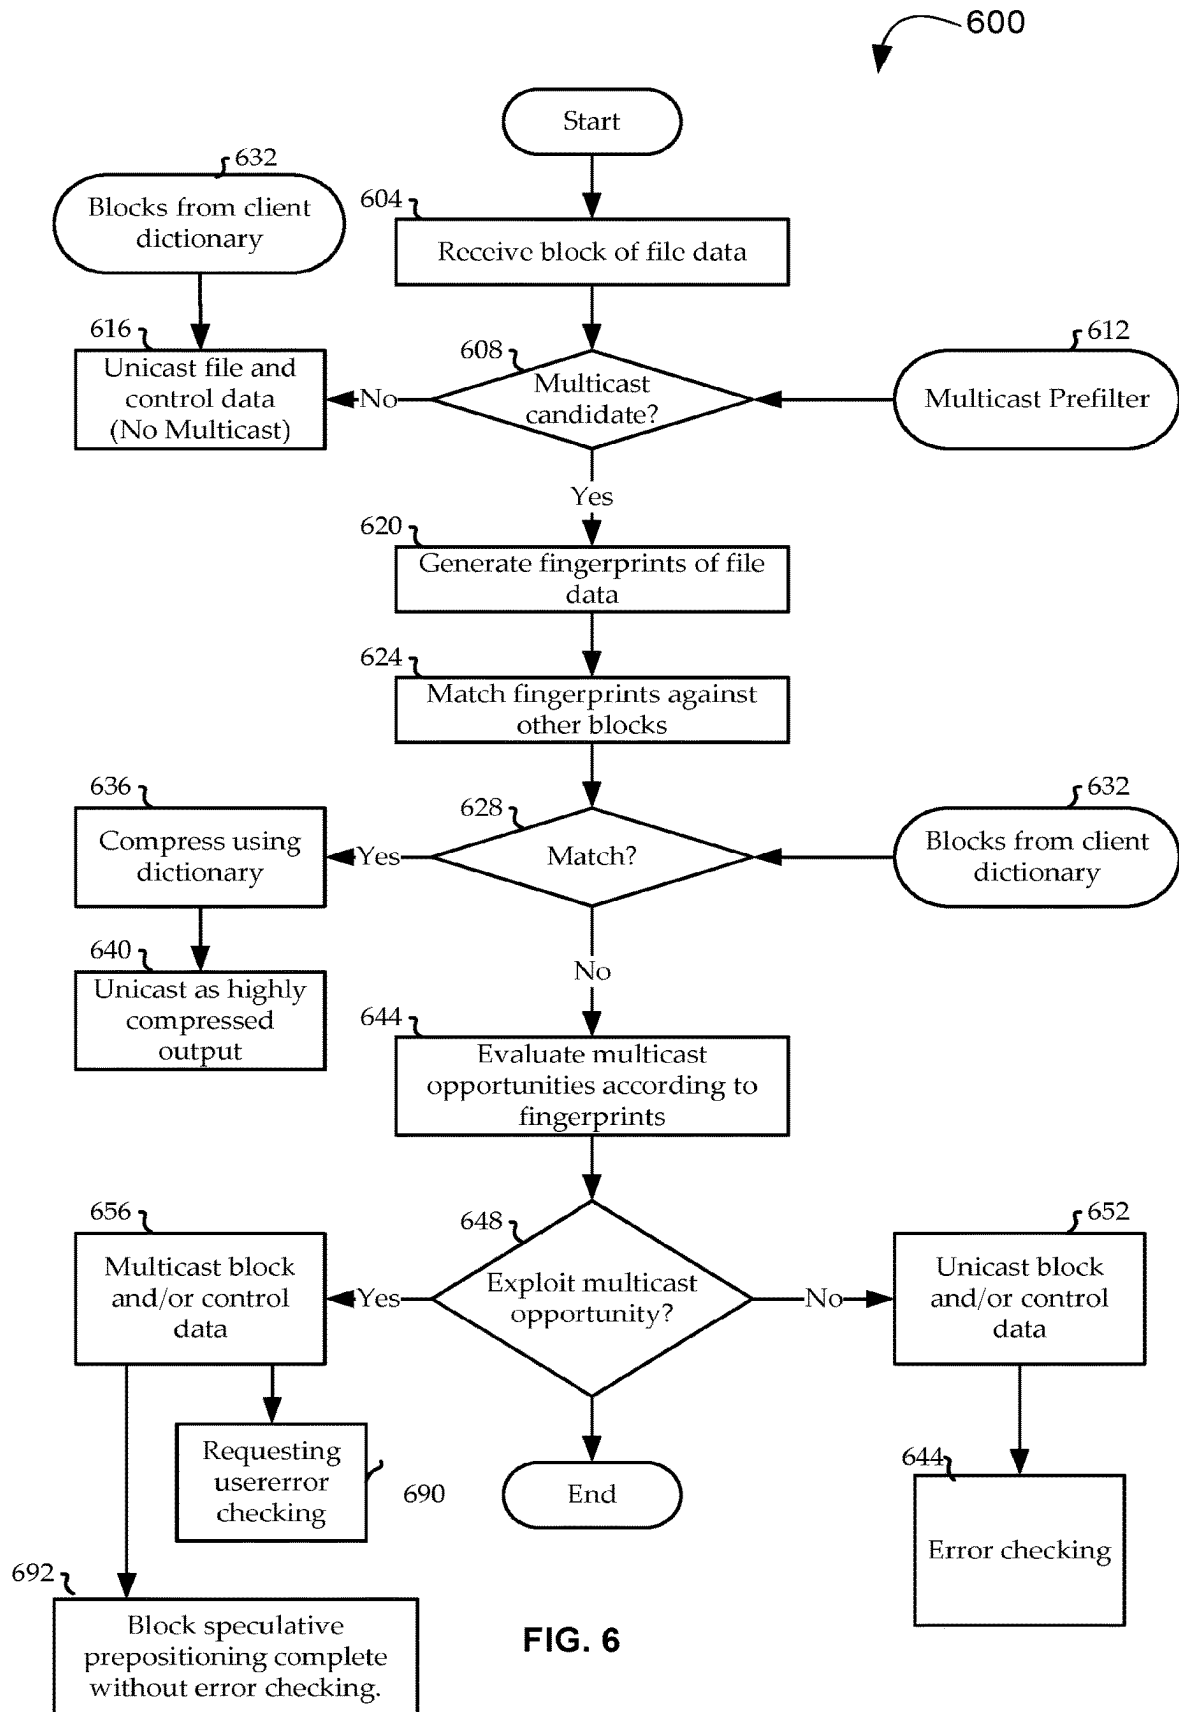 600
Start
632
Blocks from client
dictionary
604
Receive block of file data
616
Unicast file and
control data
(No Multicast)
No
608
Multicast
candidate?
612
Multicast Prefilter
Yes
620
Generate fingerprints of file
data
624
Match fingerprints against
other blocks
636
Compress using
dictionary
Yes
628
Match?
632
Blocks from client
dictionary
640
Unicast as highly
compressed
output
No
644
Evaluate multicast
opportunities according to
fingerprints
656
Multicast block
and/or control
data
Yes
648
Exploit multicast
opportunity?
No
652
Unicast block
and/or control
data
Requesting
usererror
checking
690
End
644
Error checking
692
Block speculative
prepositioning complete
without error checking.
FIG. 6